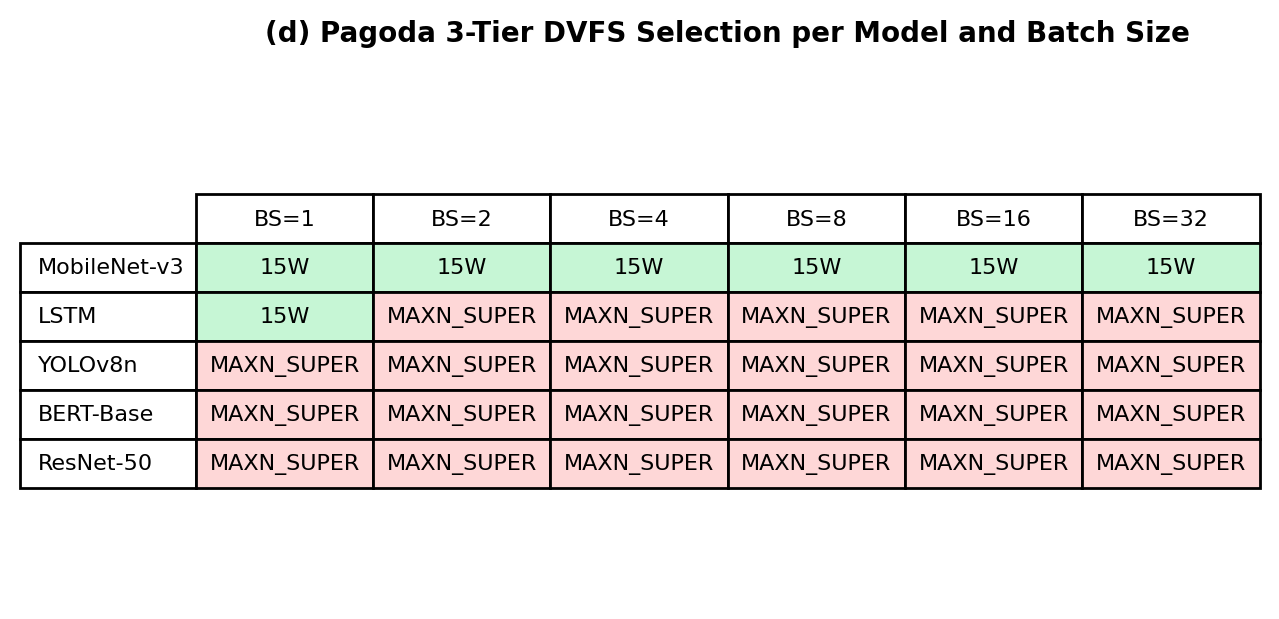 (d) Pagoda 3-Tier DVFS Selection per Model and Batch Size
BS=1 BS=2 BS=4 BS=8 BS=16 BS=32
MobileNet-v3 15W 15W 15W 15W 15W 15W
LSTM 15W MAXN_SUPER MAXN_SUPER MAXN_SUPER MAXN_SUPER MAXN_SUPER
YOLOv8n MAXN_SUPER MAXN_SUPER MAXN_SUPER MAXN_SUPER MAXN_SUPER MAXN_SUPER
BERT-Base MAXN_SUPER MAXN_SUPER MAXN_SUPER MAXN_SUPER MAXN_SUPER MAXN_SUPER
ResNet-50 MAXN_SUPER MAXN_SUPER MAXN_SUPER MAXN_SUPER MAXN_SUPER MAXN_SUPER